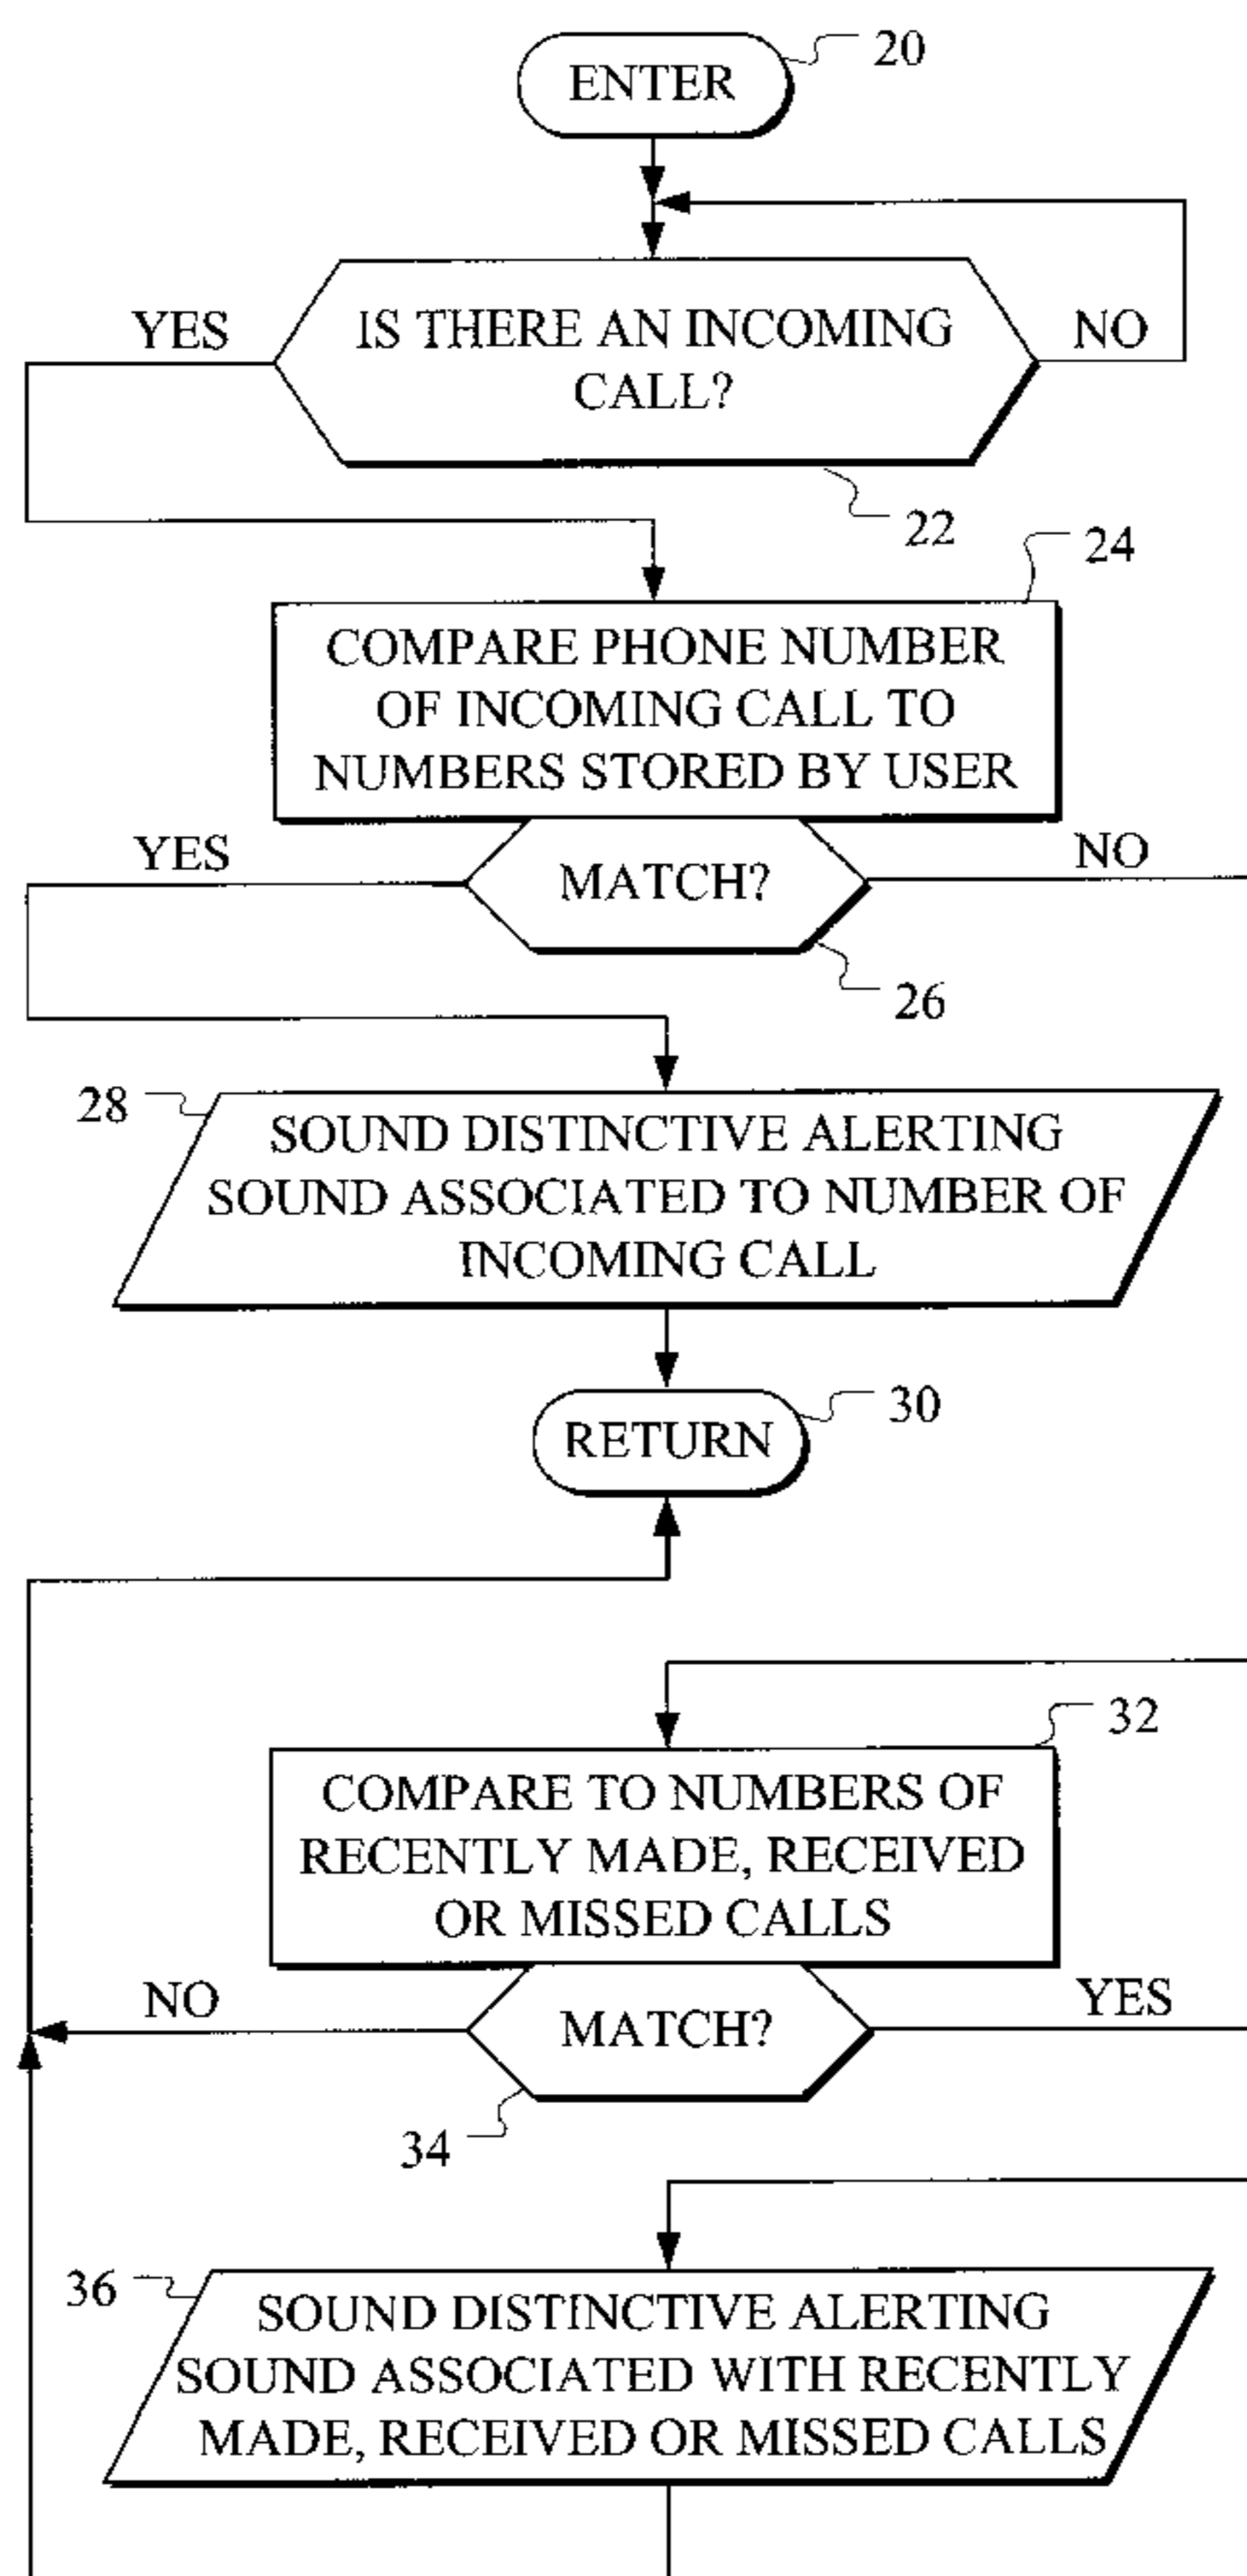 ENTER
20
YES
IS THERE AN INCOMING
CALL?
NO
22
24
COMPARE PHONE NUMBER
OF INCOMING CALL TO
NUMBERS STORED BY USER
YES
MATCH?
NO
26
28
SOUND DISTINCTIVE ALERTING
SOUND ASSOCIATED TO NUMBER OF
INCOMING CALL
30
RETURN
32
COMPARE TO NUMBERS OF
RECENTLY MADE, RECEIVED
OR MISSED CALLS
NO
MATCH?
YES
34
36
SOUND DISTINCTIVE ALERTING
SOUND ASSOCIATED WITH RECENTLY
MADE, RECEIVED OR MISSED CALLS